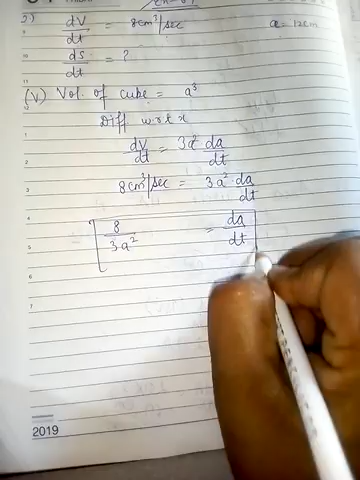 2) dV/dt = 8cm³/sec a = 12cm
ds/dt = ?
(V) Vol. of cube = a³
Diff w.r.t x
dv/dt = 3a² da/dt
8cm³/sec = 3a² . da/dt
8/3a² = da/dt
2019